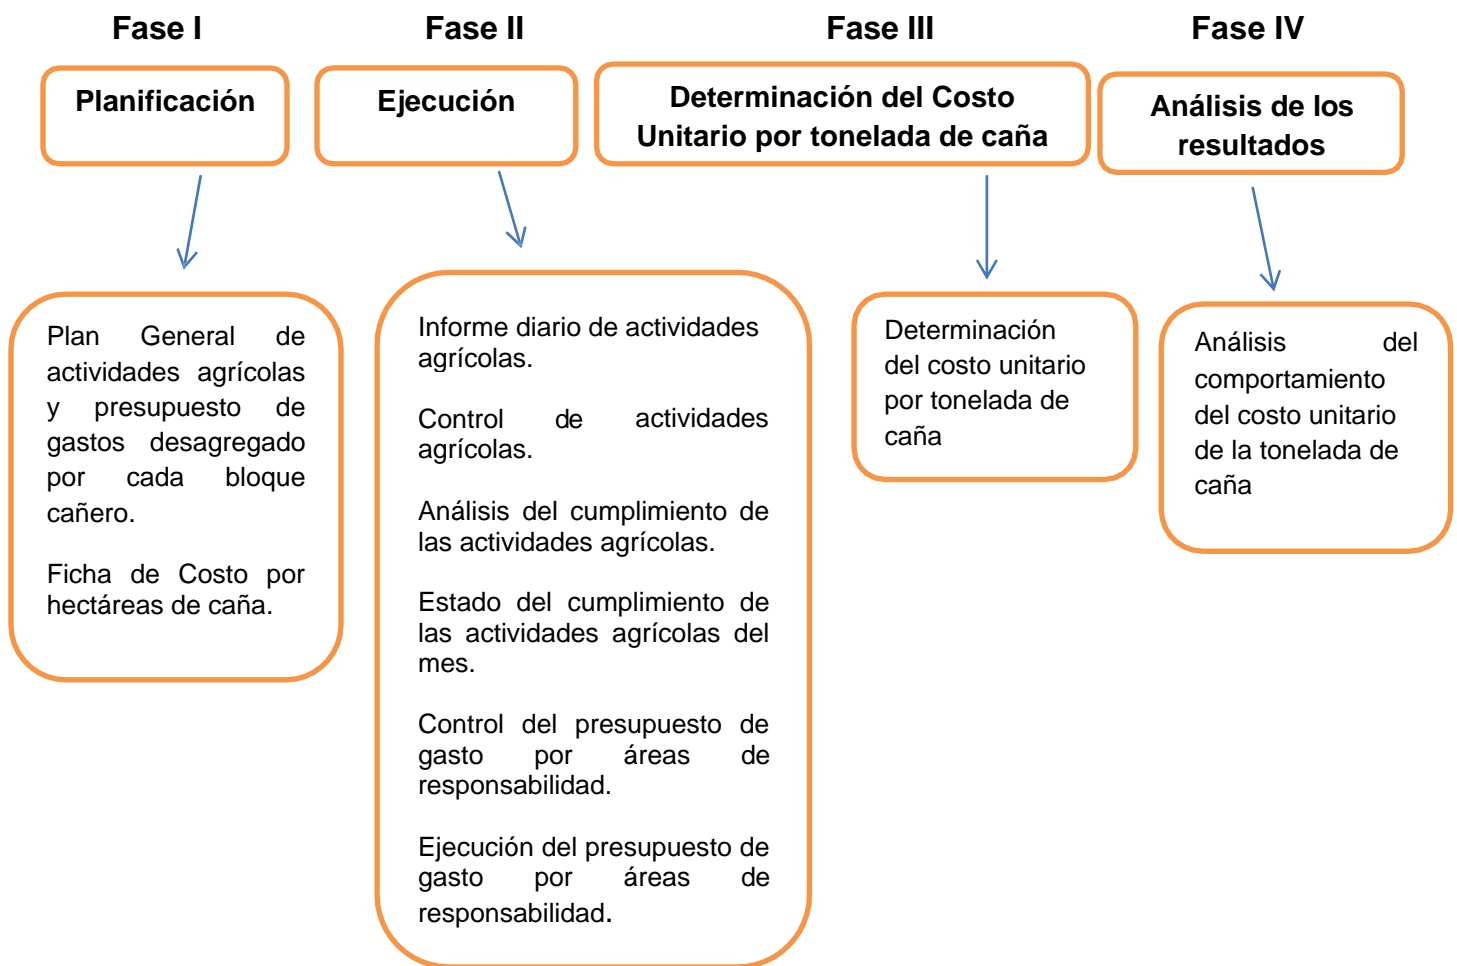 Fase I
Fase II
Fase III
Fase IV
Planificación
Ejecución
Determinación del Costo
Unitario por tonelada de caña
Análisis de los
resultados
Plan General de
actividades agrícolas
y presupuesto de
gastos desagregado
por cada bloque
cañero.
Ficha de Costo por
hectáreas de caña.
Informe diario de actividades
agrícolas.
Control de actividades
agrícolas.
Análisis del cumplimiento de
las actividades agrícolas.
Estado del cumplimiento de
las actividades agrícolas del
mes.
Control del presupuesto de
gasto por áreas de
responsabilidad.
Ejecución del presupuesto de
gasto por áreas de
responsabilidad.
Determinación
del costo unitario
por tonelada de
caña
Análisis del
comportamiento
del costo unitario
de la tonelada de
caña